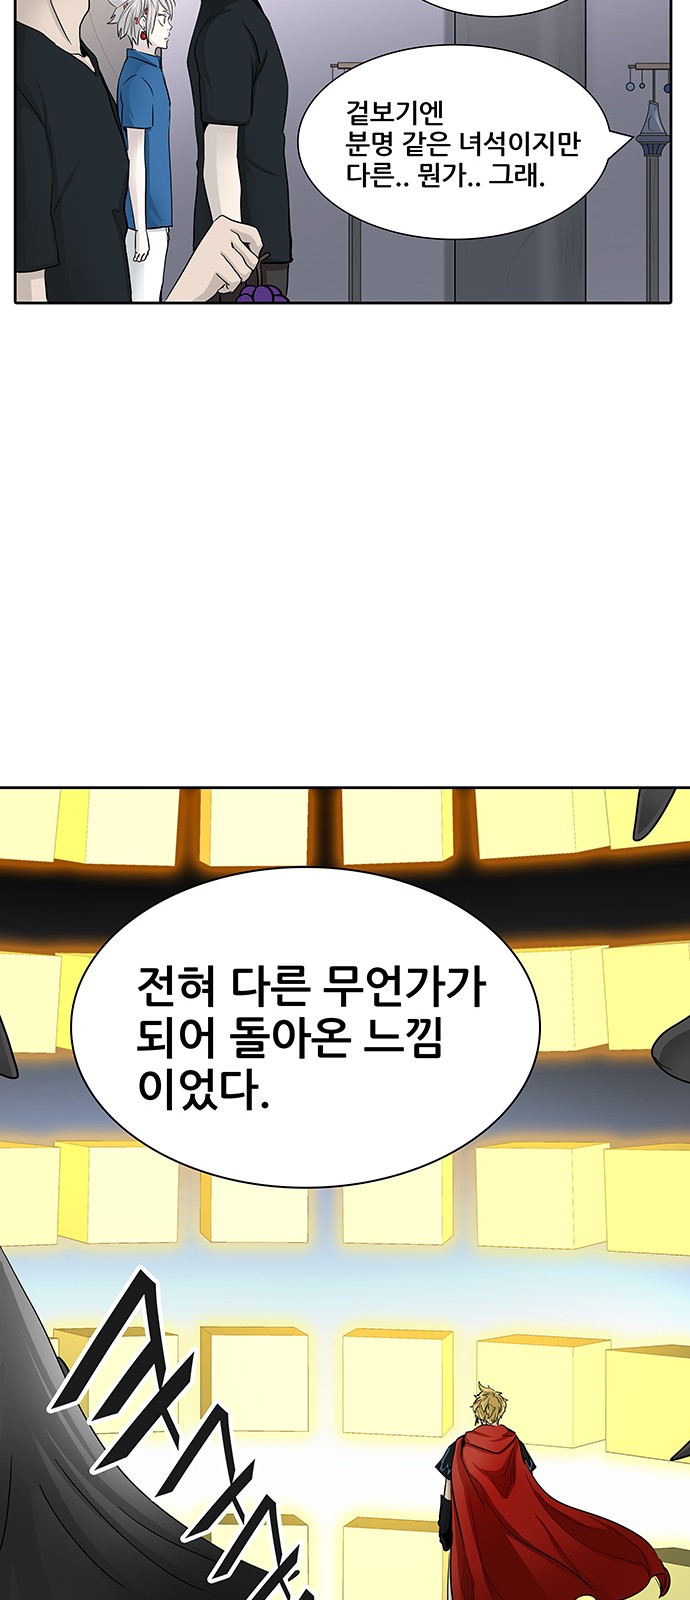 겉보기엔
분명 같은 녀석이지만
다른.. 뭔가.. 그래.
전혀 다른 무언가가
되어 돌아온 느낌
이었다.